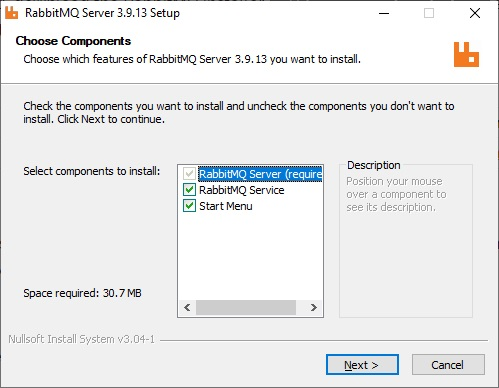 RabbitMQ Server 3.9.13 Setup
Choose Components
Choose which features of RabbitMQ Server 3.9.13 you want to install.
Check the components you want to install and uncheck the components you don't want to
install. Click Next to continue.
Select components to install:
RabbitMQ Server (require
RabbitMQ Service
Start Menu
Description
Position your mouse
over a component to
see its description.
Space required: 30.7 MB
Nullsoft Install System v3.04-1
Next >
Cancel